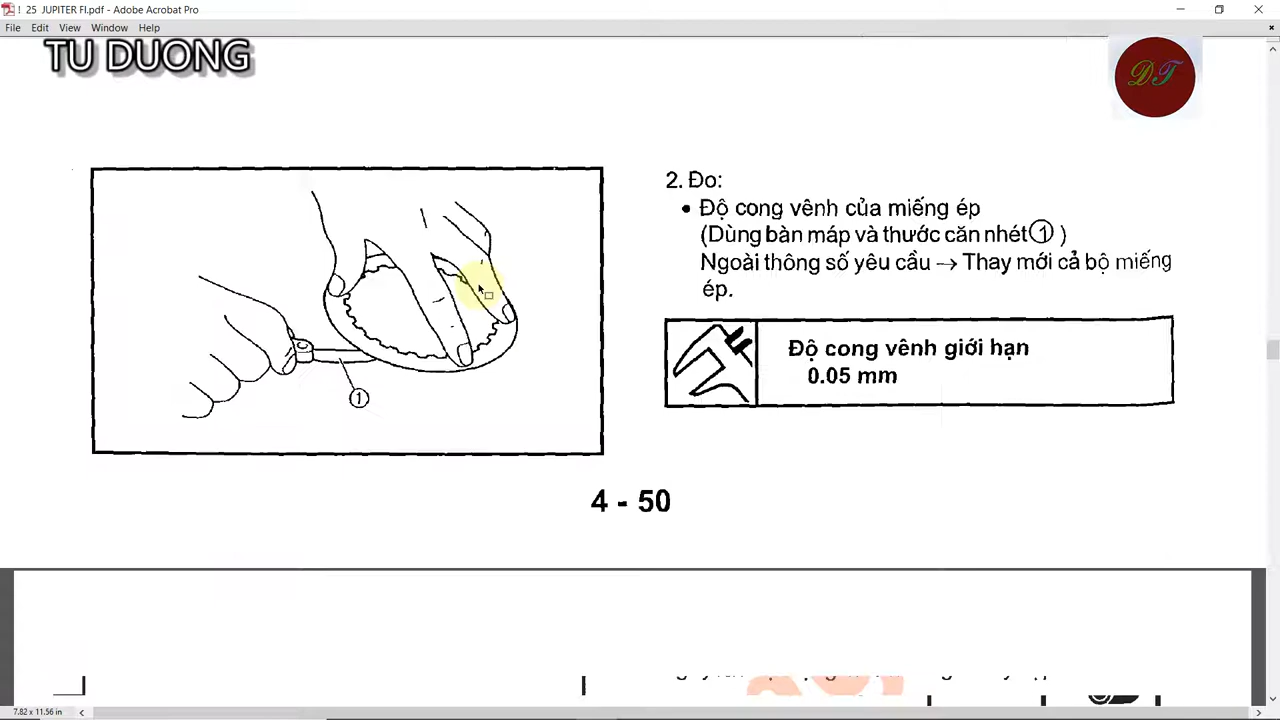 ! 25 JUPITER FI.pdf - Adobe Acrobat Pro
File Edit View Window Help
TU DUONG
DT
2. Đo:
• Độ cong vênh của miếng ép
(Dùng bàn máp và thước căn nhét ① )
Ngoài thông số yêu cầu → Thay mới cả bộ miếng
ép.
①
Độ cong vênh giới hạn
0.05 mm
4 - 50
7.82 x 11.56 in